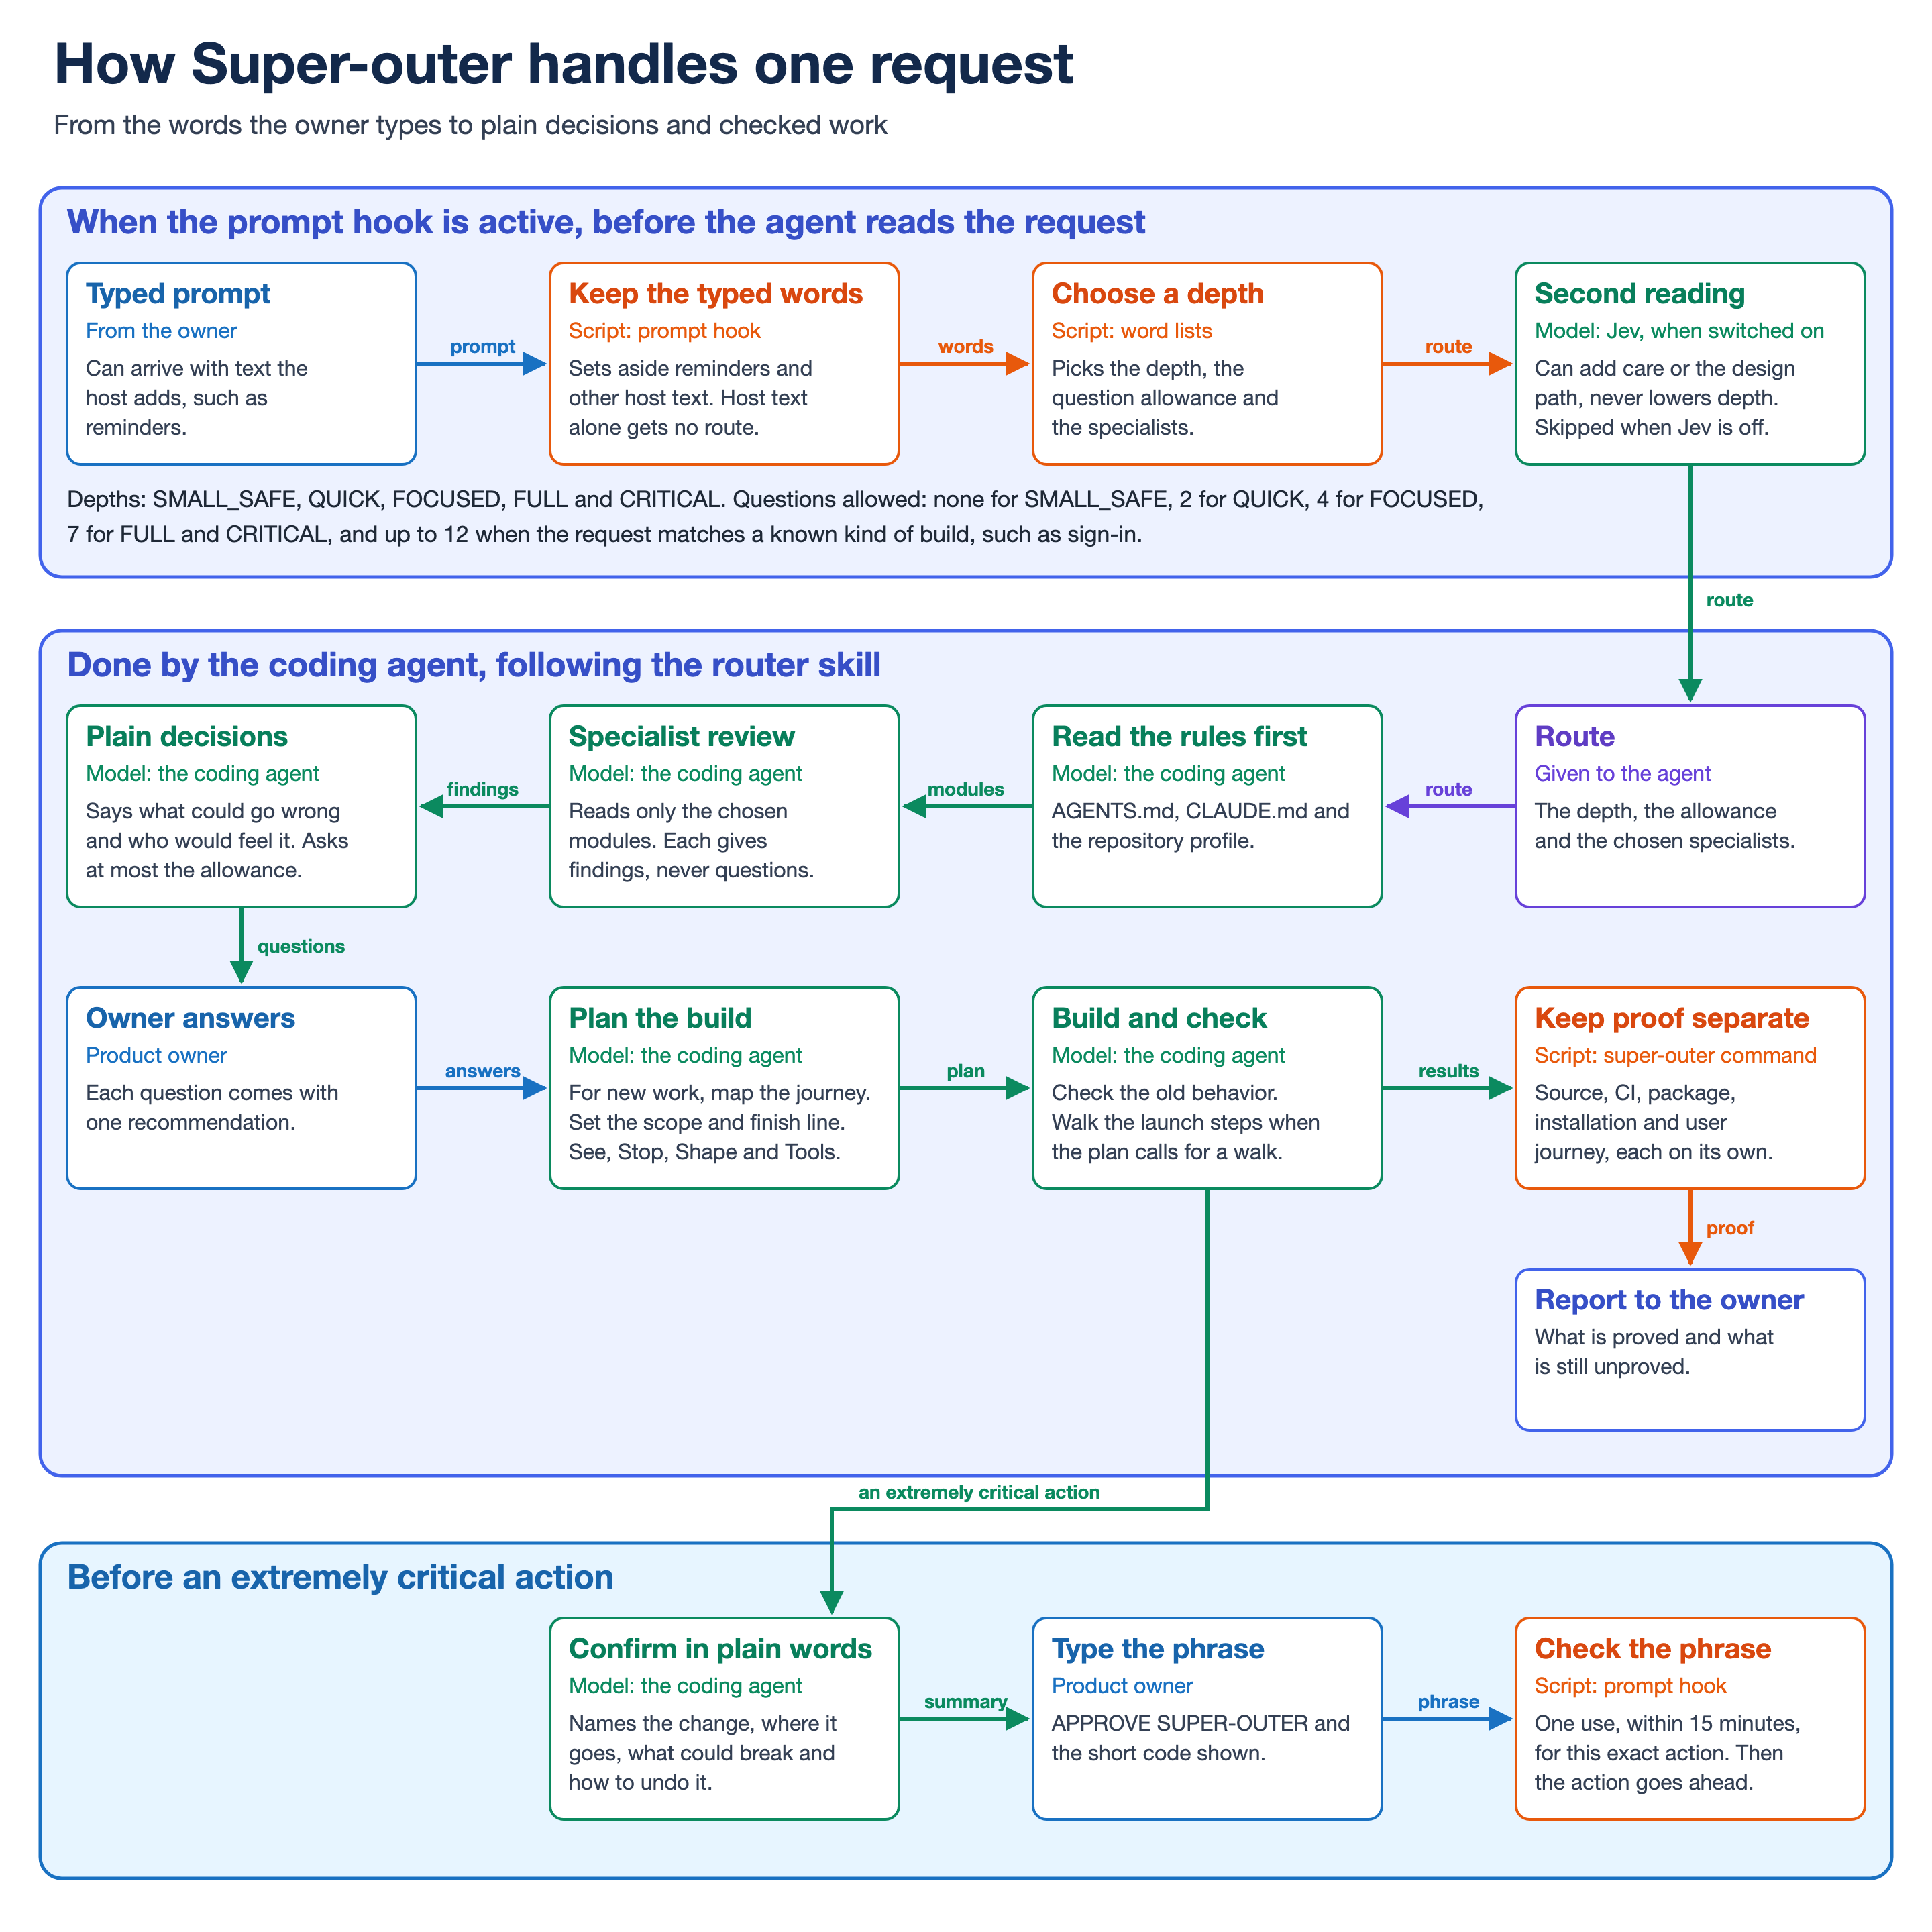 How Super-outer handles one request
From the words the owner types to plain decisions and checked work
When the prompt hook is active, before the agent reads the request
Typed prompt
From the owner
Can arrive with text the
host adds, such as
reminders.
prompt
Keep the typed words
Script: prompt hook
Sets aside reminders and
other host text. Host text
alone gets no route.
words
Choose a depth
Script: word lists
Picks the depth, the
question allowance and
the specialists.
route
Second reading
Model: Jev, when switched on
Can add care or the design
path, never lowers depth.
Skipped when Jev is off.
Depths: SMALL_SAFE, QUICK, FOCUSED, FULL and CRITICAL. Questions allowed: none for SMALL_SAFE, 2 for QUICK, 4 for FOCUSED,
7 for FULL and CRITICAL, and up to 12 when the request matches a known kind of build, such as sign-in.
route
Done by the coding agent, following the router skill
Plain decisions
Model: the coding agent
Says what could go wrong
and who would feel it. Asks
at most the allowance.
findings
Specialist review
Model: the coding agent
Reads only the chosen
modules. Each gives
findings, never questions.
modules
Read the rules first
Model: the coding agent
AGENTS.md, CLAUDE.md and
the repository profile.
route
Route
Given to the agent
The depth, the allowance
and the chosen specialists.
questions
Owner answers
Product owner
Each question comes with
one recommendation.
answers
Plan the build
Model: the coding agent
For new work, map the journey.
Set the scope and finish line.
See, Stop, Shape and Tools.
plan
Build and check
Model: the coding agent
Check the old behavior.
Walk the launch steps when
the plan calls for a walk.
results
Keep proof separate
Script: super-outer command
Source, CI, package,
installation and user
journey, each on its own.
proof
Report to the owner
What is proved and what
is still unproved.
an extremely critical action
Before an extremely critical action
Confirm in plain words
Model: the coding agent
Names the change, where it
goes, what could break and
how to undo it.
summary
Type the phrase
Product owner
APPROVE SUPER-OUTER and
the short code shown.
phrase
Check the phrase
Script: prompt hook
One use, within 15 minutes,
for this exact action. Then
the action goes ahead.